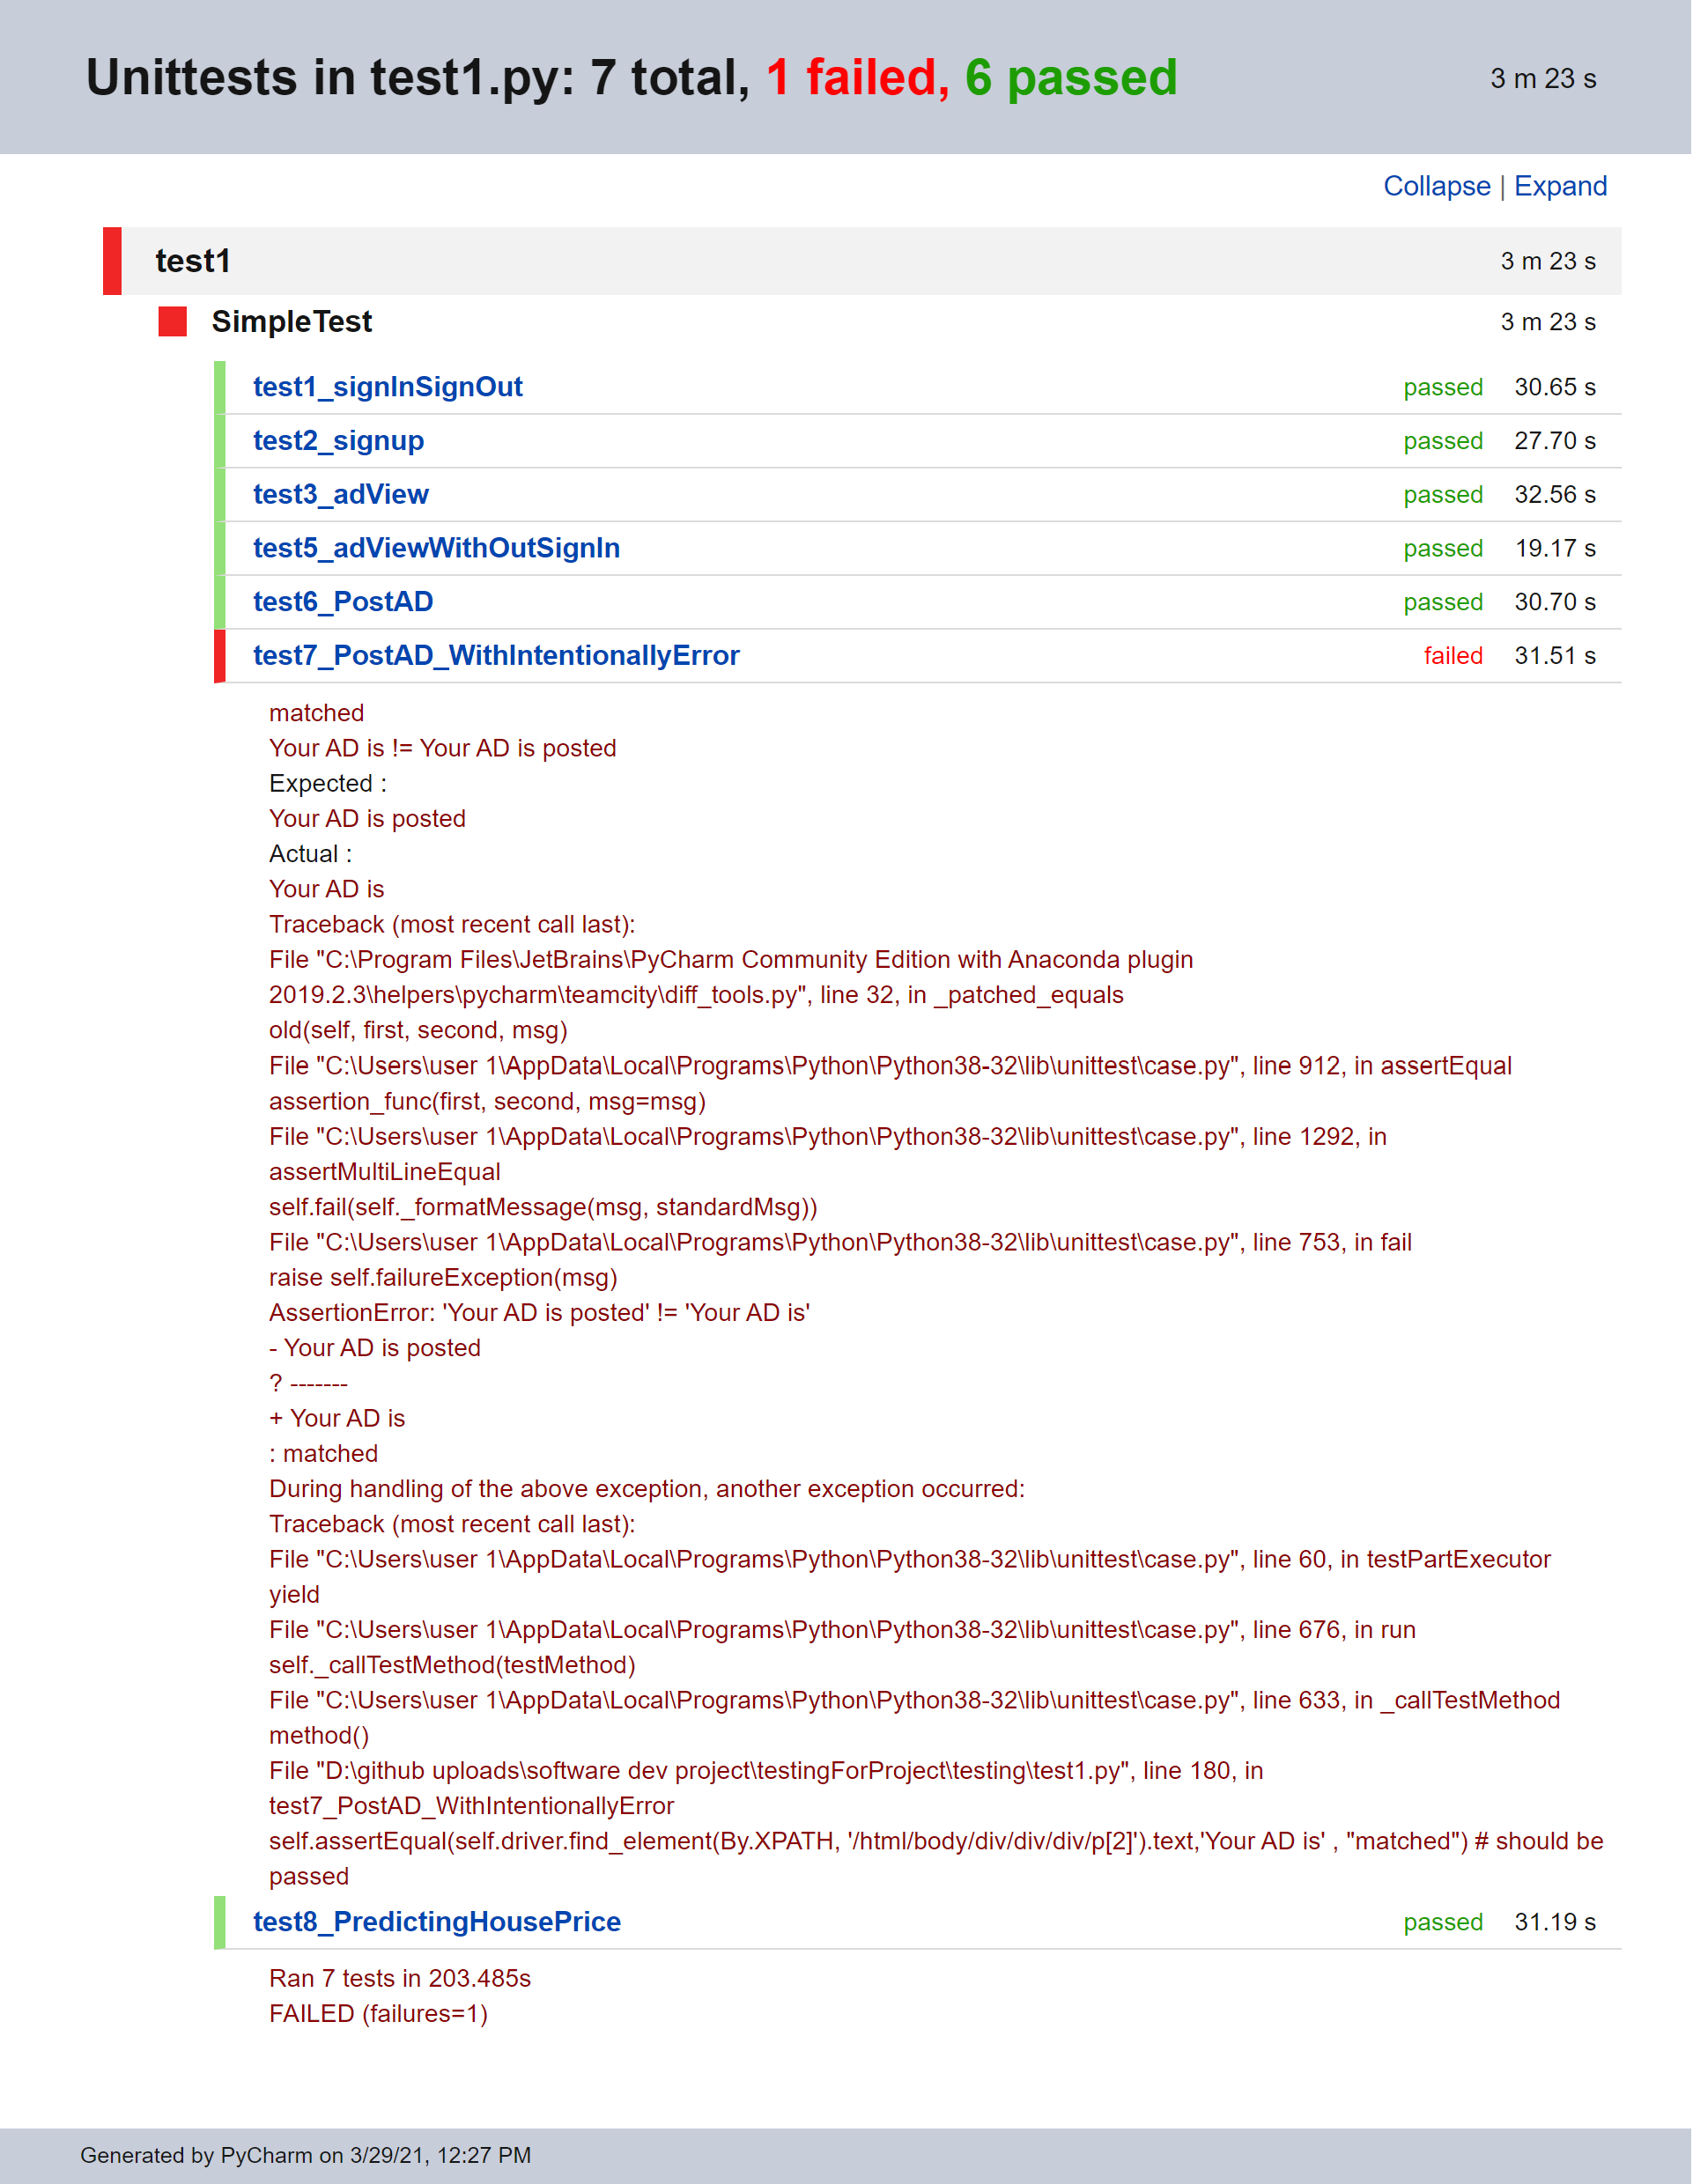 Unittests in test1.py: 7 total, 1 failed, 6 passed 3 m 23 s
Collapse | Expand
test1 3 m 23 s
SimpleTest 3 m 23 s
test1_signInSignOut passed 30.65 s
test2_signup passed 27.70 s
test3_adView passed 32.56 s
test5_adViewWithOutSignIn passed 19.17 s
test6_PostAD passed 30.70 s
test7_PostAD_WithIntentionallyError failed 31.51 s
matched
Your AD is != Your AD is posted
Expected :
Your AD is posted
Actual :
Your AD is
Traceback (most recent call last):
File "C:\Program Files\JetBrains\PyCharm Community Edition with Anaconda plugin
2019.2.3\helpers\pycharm\teamcity\diff_tools.py", line 32, in _patched_equals
old(self, first, second, msg)
File "C:\Users\user 1\AppData\Local\Programs\Python\Python38-32\lib\unittest\case.py", line 912, in assertEqual
assertion_func(first, second, msg=msg)
File "C:\Users\user 1\AppData\Local\Programs\Python\Python38-32\lib\unittest\case.py", line 1292, in
assertMultiLineEqual
self.fail(self._formatMessage(msg, standardMsg))
File "C:\Users\user 1\AppData\Local\Programs\Python\Python38-32\lib\unittest\case.py", line 753, in fail
raise self.failureException(msg)
AssertionError: 'Your AD is posted' != 'Your AD is'
- Your AD is posted
? -------
+ Your AD is
: matched
During handling of the above exception, another exception occurred:
Traceback (most recent call last):
File "C:\Users\user 1\AppData\Local\Programs\Python\Python38-32\lib\unittest\case.py", line 60, in testPartExecutor
yield
File "C:\Users\user 1\AppData\Local\Programs\Python\Python38-32\lib\unittest\case.py", line 676, in run
self._callTestMethod(testMethod)
File "C:\Users\user 1\AppData\Local\Programs\Python\Python38-32\lib\unittest\case.py", line 633, in _callTestMethod
method()
File "D:\github uploads\software dev project\testingForProject\testing\test1.py", line 180, in
test7_PostAD_WithIntentionallyError
self.assertEqual(self.driver.find_element(By.XPATH, '/html/body/div/div/div/p[2]').text,'Your AD is' , "matched") # should be
passed
test8_PredictingHousePrice passed 31.19 s
Ran 7 tests in 203.485s
FAILED (failures=1)
Generated by PyCharm on 3/29/21, 12:27 PM